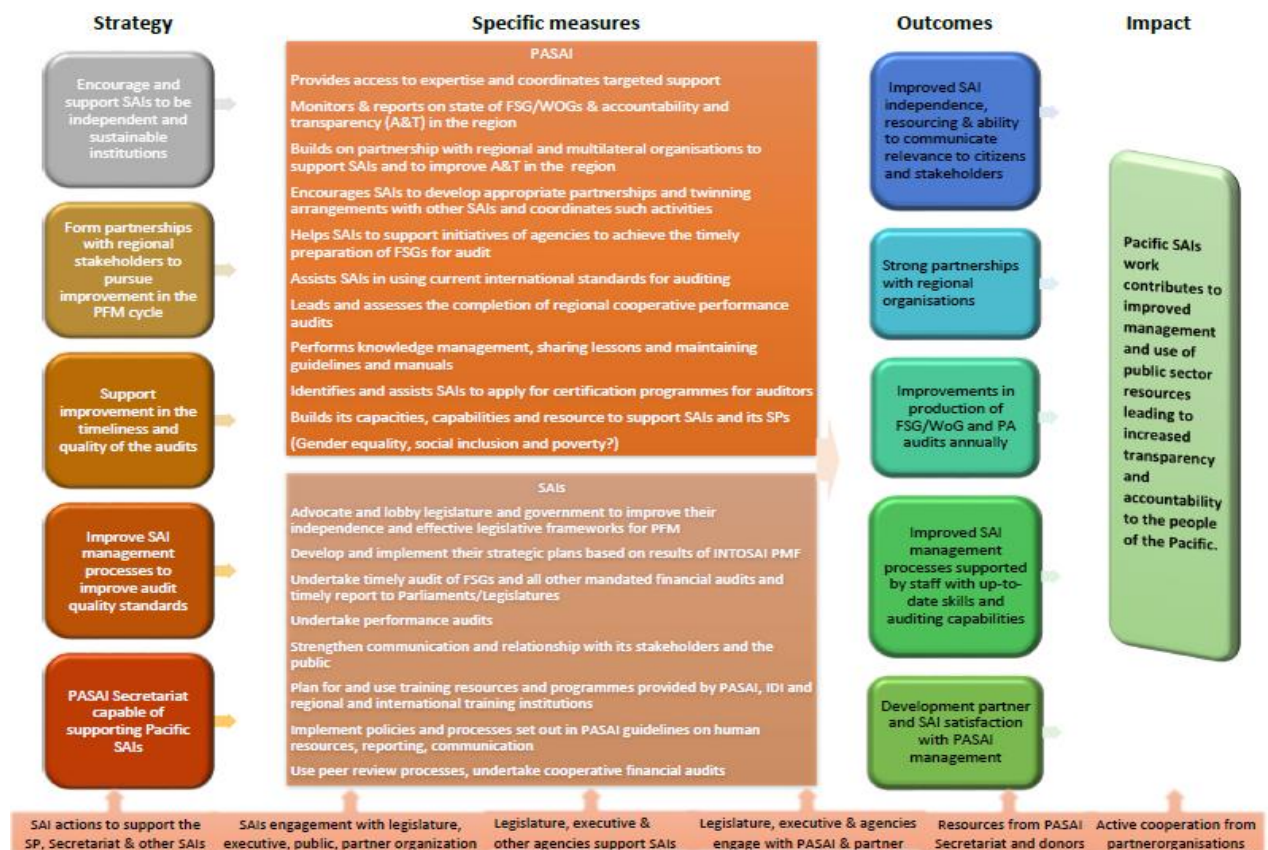 Strategy
Specific measures
Outcomes
Impact
Encourage and
support SAIs to be
independent and
sustainable
institutions
Form partnerships
with regional
stakeholders to
pursue
improvement in the
PFM cycle
Support
improvement in the
timeliness and
quality of the audits
Improve SAI
management
processes to
improve audit
quality standards
PASAI Secretariat
capable of
supporting Pacific
SAIs
PASAI
Provides access to expertise and coordinates targeted support
Monitors & reports on state of FSG/WOGs & accountability and
transparency (A&T) in the region
Builds on partnership with regional and multilateral organisations to
support SAIs and to improve A&T in the region
Encourages SAIs to develop appropriate partnerships and twinning
arrangements with other SAIs and coordinates such activities
Helps SAIs to support initiatives of agencies to achieve the timely
preparation of FSGs for audit
Assists SAIs in using current international standards for auditing
Leads and assesses the completion of regional cooperative performance
audits
Performs knowledge management, sharing lessons and maintaining
guidelines and manuals
Identifies and assists SAIs to apply for certification programmes for auditors
Builds its capacities, capabilities and resource to support SAIs and its SPs
(Gender equality, social inclusion and poverty?)
SAIs
Advocate and lobby legislature and government to improve their
independence and effective legislative frameworks for PFM
Develop and implement their strategic plans based on results of INTOSAI PMF
Undertake timely audit of FSGs and all other mandated financial audits and
timely report to Parliaments/Legislatures
Undertake performance audits
Strengthen communication and relationship with its stakeholders and the
public
Plan for and use training resources and programmes provided by PASAI, IDI and
regional and international training institutions
Implement policies and processes set out in PASAI guidelines on human
resources, reporting, communication
Use peer review processes, undertake cooperative financial audits
Improved SAI
independence,
resourcing & ability
to communicate
relevance to citizens
and stakeholders
Strong partnerships
with regional
organisations
Improvements in
production of
FSG/WoG and PA
audits annually
Improved SAI
management
processes supported
by staff with up-to-
date skills and
auditing capabilities
Development partner
and SAI satisfaction
with PASAI
management
Pacific SAIs
work
contributes to
improved
management
and use of
public sector
resources
leading to
increased
transparency
and
accountability
to the people
of the Pacific.
SAI actions to support the
SP, Secretariat & other SAIs
SAIs engagement with legislature,
executive, public, partner organization
Legislature, executive &
other agencies support SAIs
Legislature, executive & agencies
engage with PASAI & partner
Resources from PASAI
Secretariat and donors
Active cooperation from
partnerorganisations